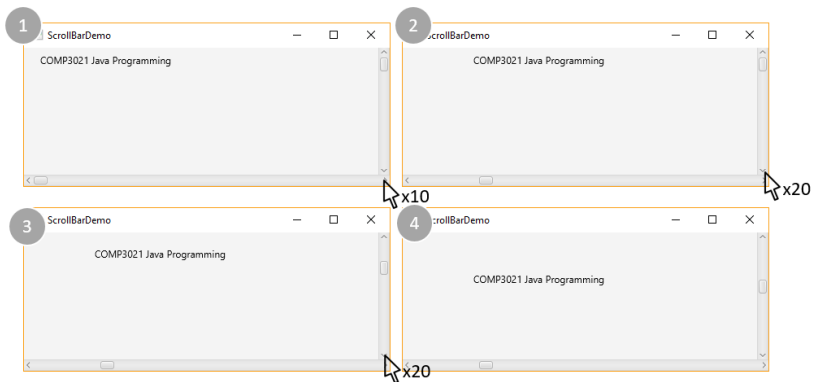 1
ScrollBarDemo
COMP3021 Java Programming
x10
2
crollBarDemo
COMP3021 Java Programming
x20
3
ScrollBarDemo
COMP3021 Java Programming
x20
4
crollBarDemo
COMP3021 Java Programming